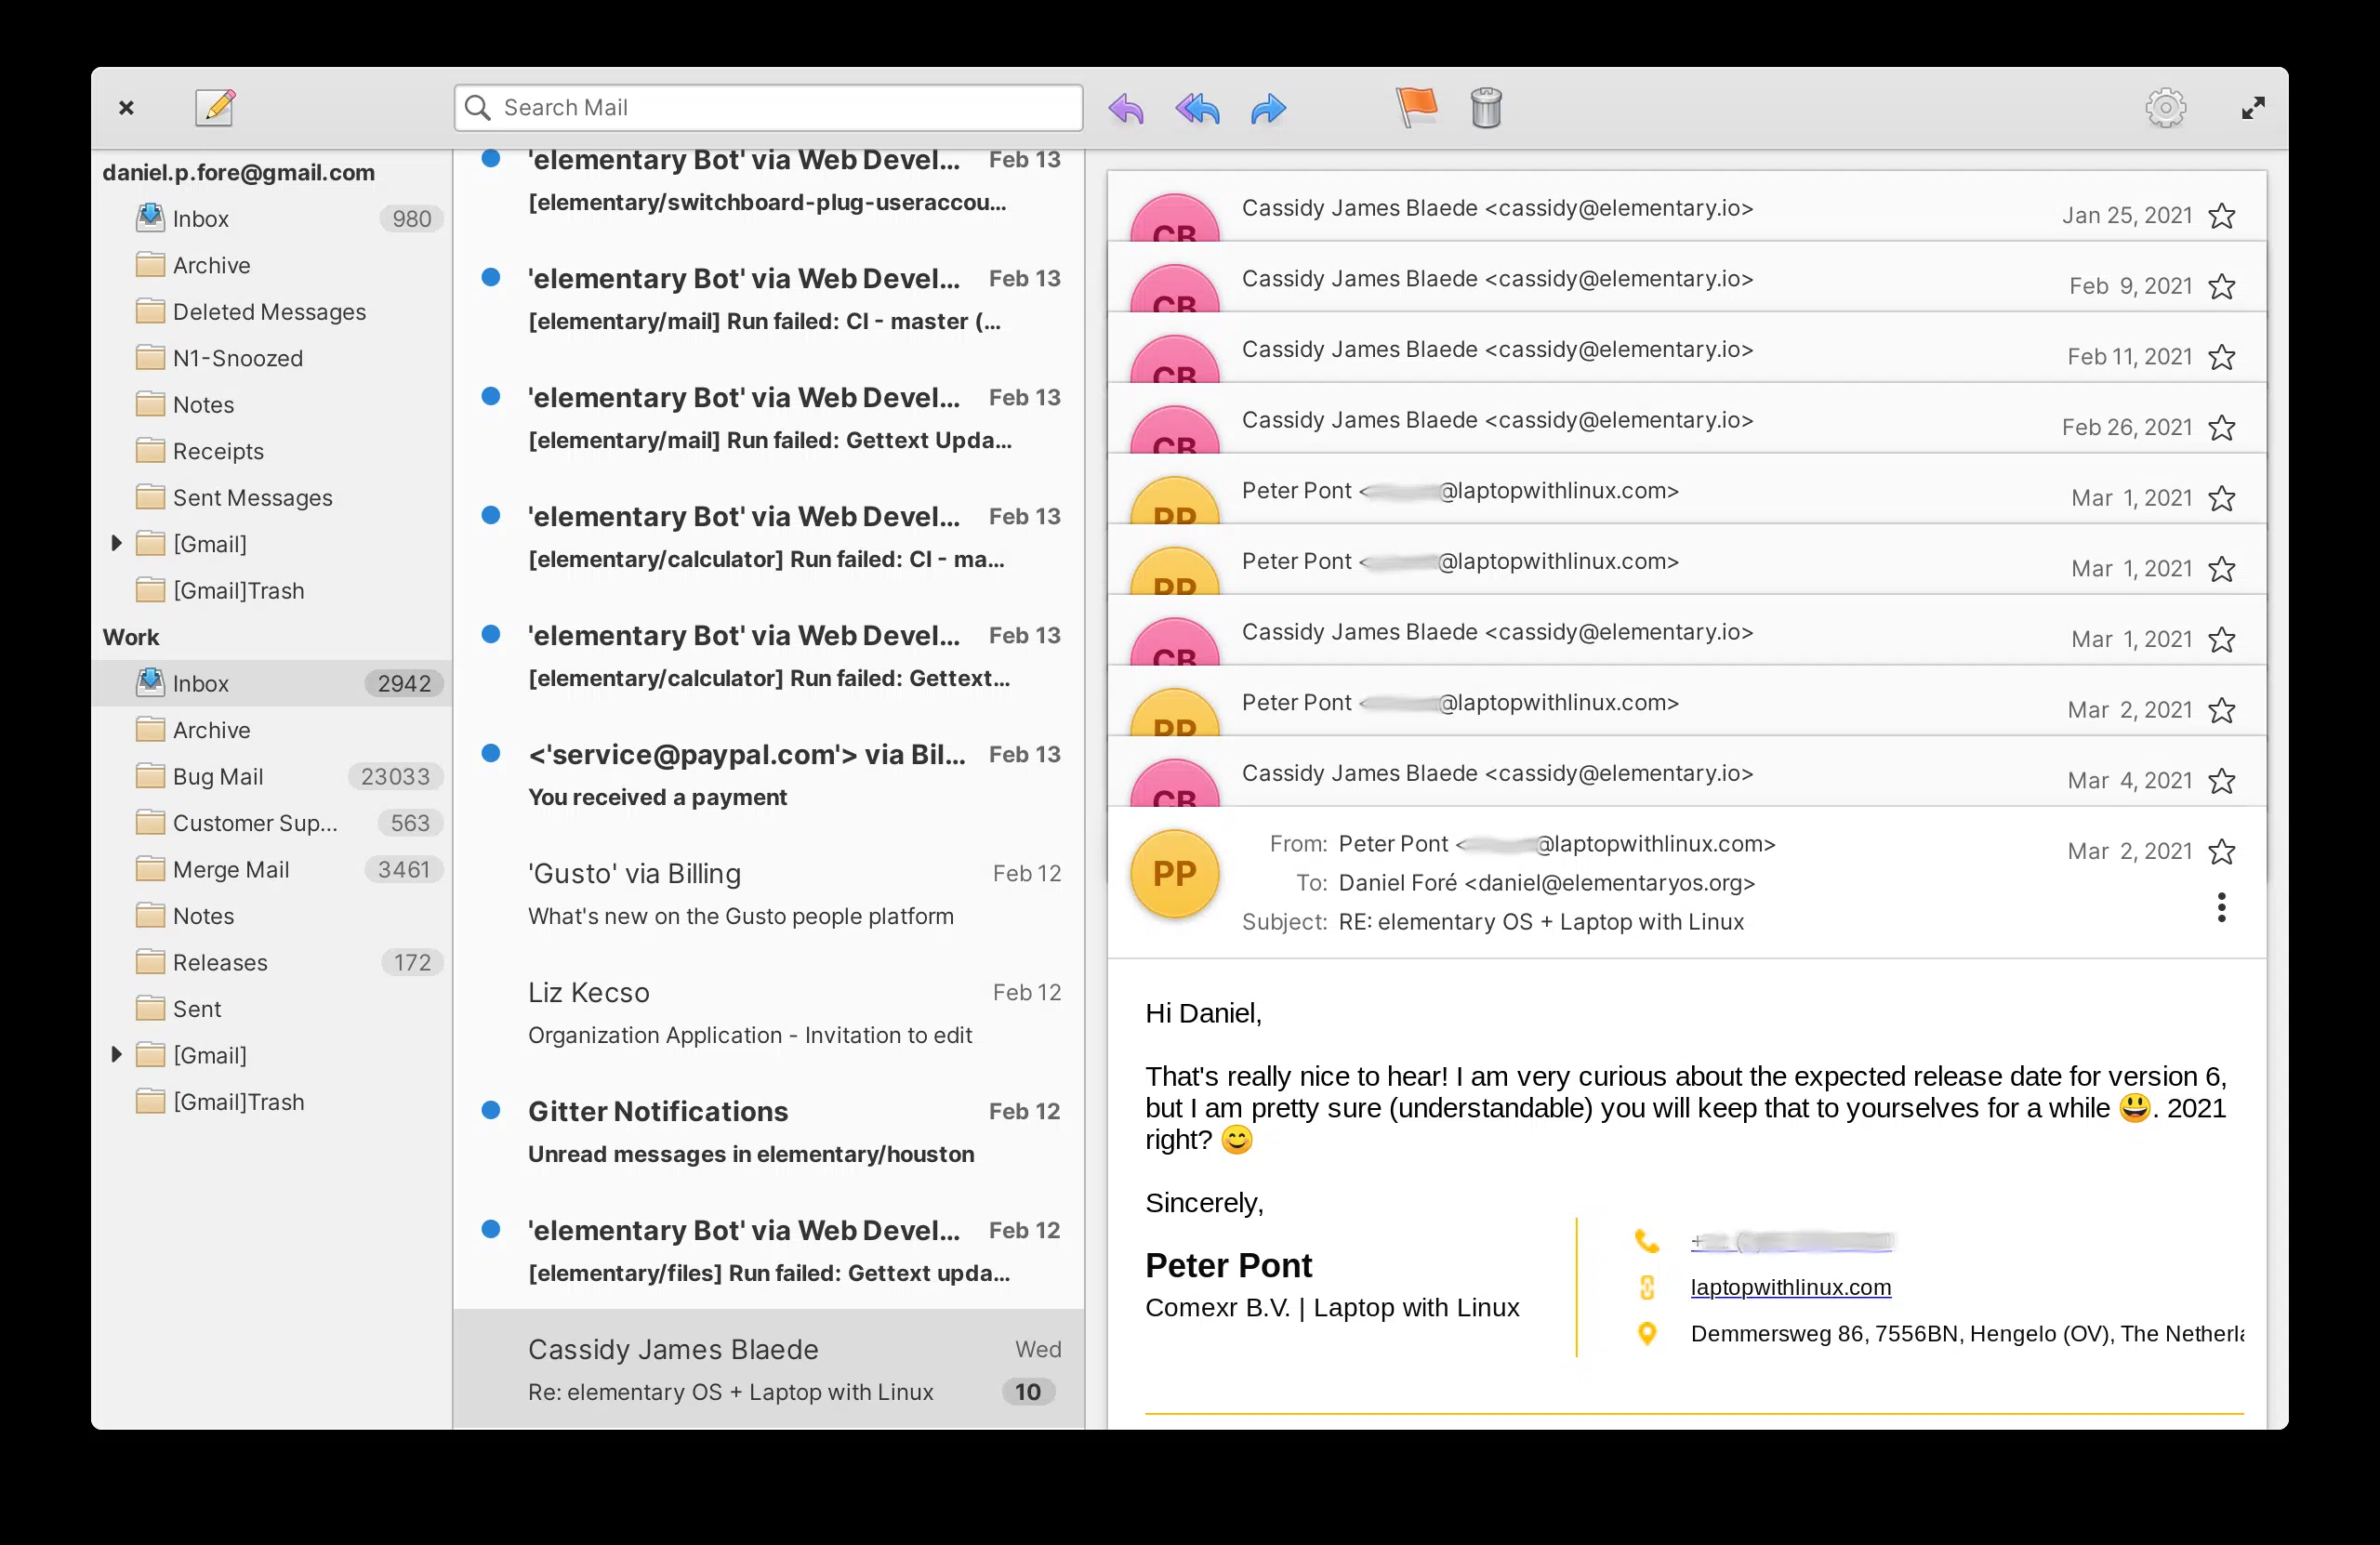 Search Mail
daniel.p.fore@gmail.com
Inbox 980
Archive
Deleted Messages
N1-Snoozed
Notes
Receipts
Sent Messages
[Gmail]
[Gmail]Trash
Work
Inbox 2942
Archive
Bug Mail 23033
Customer Sup... 563
Merge Mail 3461
Notes
Releases 172
Sent
[Gmail]
[Gmail]Trash
'elementary Bot' via Web Devel... Feb 13
[elementary/switchboard-plug-useraccou...
'elementary Bot' via Web Devel... Feb 13
[elementary/mail] Run failed: CI - master (...
'elementary Bot' via Web Devel... Feb 13
[elementary/mail] Run failed: Gettext Upda...
'elementary Bot' via Web Devel... Feb 13
[elementary/calculator] Run failed: CI - ma...
'elementary Bot' via Web Devel... Feb 13
[elementary/calculator] Run failed: Gettext...
<'service@paypal.com'> via Bil... Feb 13
You received a payment
'Gusto' via Billing Feb 12
What's new on the Gusto people platform
Liz Kecso Feb 12
Organization Application - Invitation to edit
Gitter Notifications Feb 12
Unread messages in elementary/houston
'elementary Bot' via Web Devel... Feb 12
[elementary/files] Run failed: Gettext upda...
Cassidy James Blaede Wed
Re: elementary OS + Laptop with Linux 10
CB Cassidy James Blaede <cassidy@elementary.io> Jan 25, 2021
CB Cassidy James Blaede <cassidy@elementary.io> Feb 9, 2021
CB Cassidy James Blaede <cassidy@elementary.io> Feb 11, 2021
CB Cassidy James Blaede <cassidy@elementary.io> Feb 26, 2021
PP Peter Pont < @laptopwithlinux.com> Mar 1, 2021
PP Peter Pont < @laptopwithlinux.com> Mar 1, 2021
CB Cassidy James Blaede <cassidy@elementary.io> Mar 1, 2021
PP Peter Pont < @laptopwithlinux.com> Mar 2, 2021
CB Cassidy James Blaede <cassidy@elementary.io> Mar 4, 2021
PP From: Peter Pont < @laptopwithlinux.com> Mar 2, 2021
To: Daniel Foré <daniel@elementaryos.org>
Subject: RE: elementary OS + Laptop with Linux
Hi Daniel,
That's really nice to hear! I am very curious about the expected release date for version 6,
but I am pretty sure (understandable) you will keep that to yourselves for a while 😃. 2021
right? 😊
Sincerely,
Peter Pont
Comexr B.V. | Laptop with Linux
+
laptopwithlinux.com
Demmersweg 86, 7556BN, Hengelo (OV), The